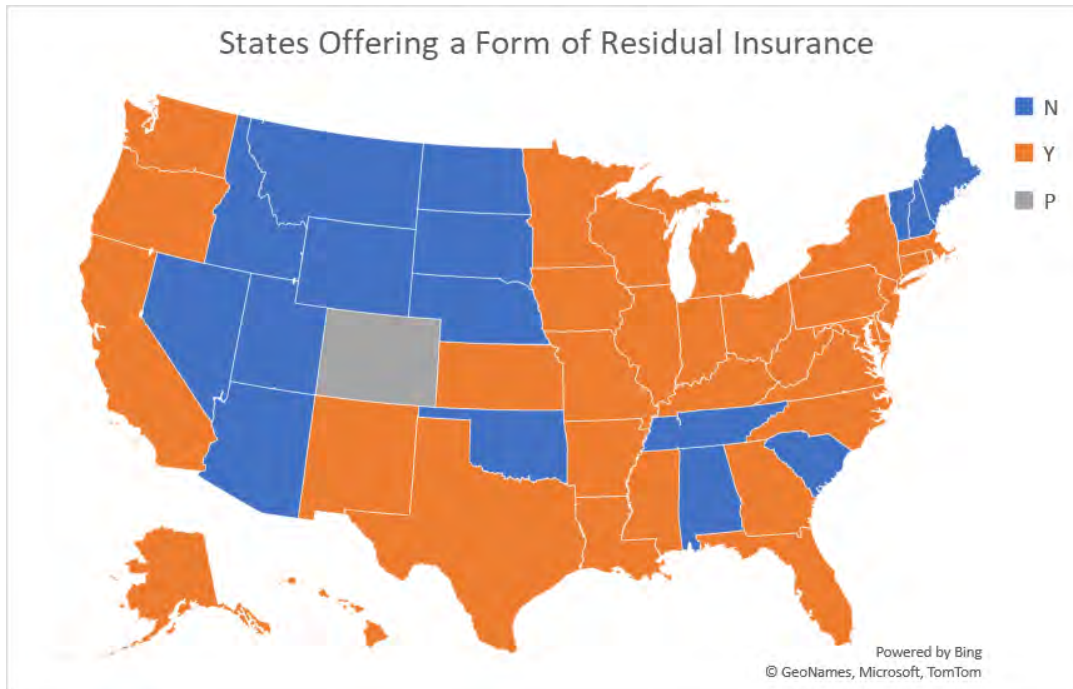 States Offering a Form of Residual Insurance
N
Y
P
Powered by Bing
© GeoNames, Microsoft, TomTom